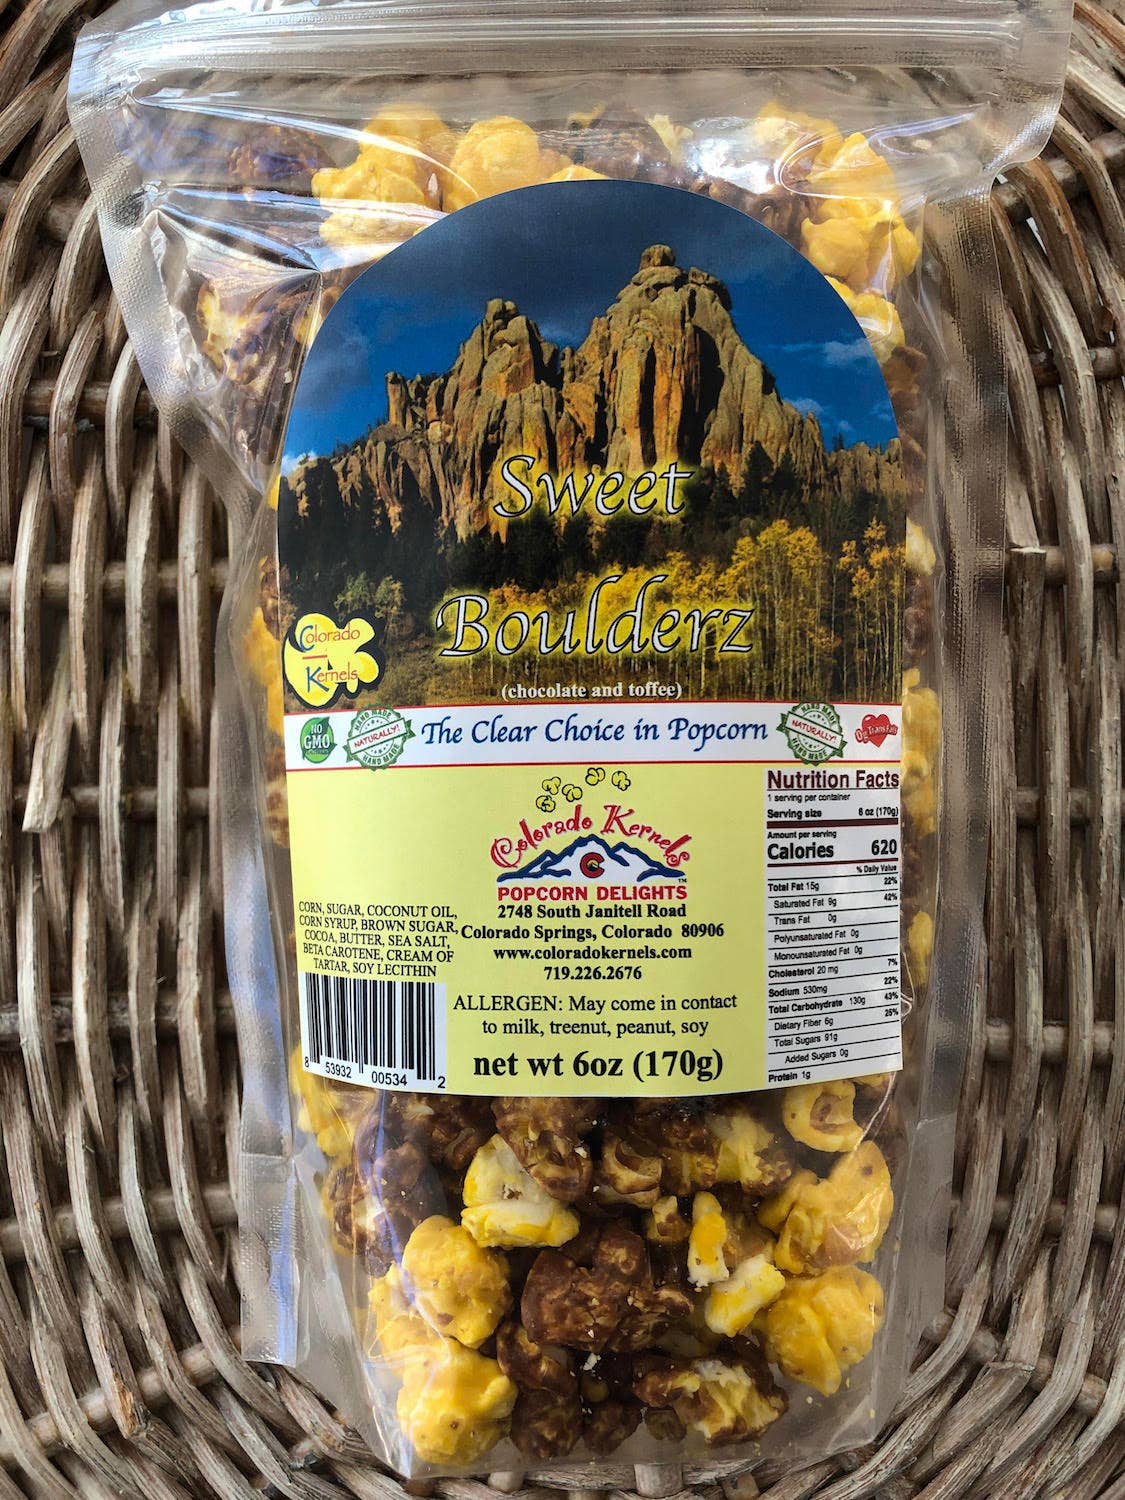 Sweet
Boulderz
(chocolate and toffee)
Colorado
Kernels
NO
GMO
HAND MADE
NATURALLY!
HAND MADE
The Clear Choice in Popcorn
HAND MADE
NATURALLY!
HAND MADE
0g Trans Fat
Colorado Kernels
C
POPCORN DELIGHTS™
2748 South Janitell Road
Colorado Springs, Colorado 80906
www.coloradokernels.com
719.226.2676
CORN, SUGAR, COCONUT OIL,
CORN SYRUP, BROWN SUGAR,
COCOA, BUTTER, SEA SALT,
BETA CAROTENE, CREAM OF
TARTAR, SOY LECITHIN
8 53932 00534 2
ALLERGEN: May come in contact
to milk, treenut, peanut, soy
net wt 6oz (170g)
Nutrition Facts
1 serving per container
Serving size 6 oz (170g)
Amount per serving
Calories 620
% Daily Value
Total Fat 15g 22%
Saturated Fat 9g 42%
Trans Fat 0g
Polyunsaturated Fat 0g
Monounsaturated Fat 0g
Cholesterol 20 mg 7%
Sodium 530mg 22%
Total Carbohydrate 130g 43%
Dietary Fiber 6g 25%
Total Sugars 91g
Added Sugars 0g
Protein 1g